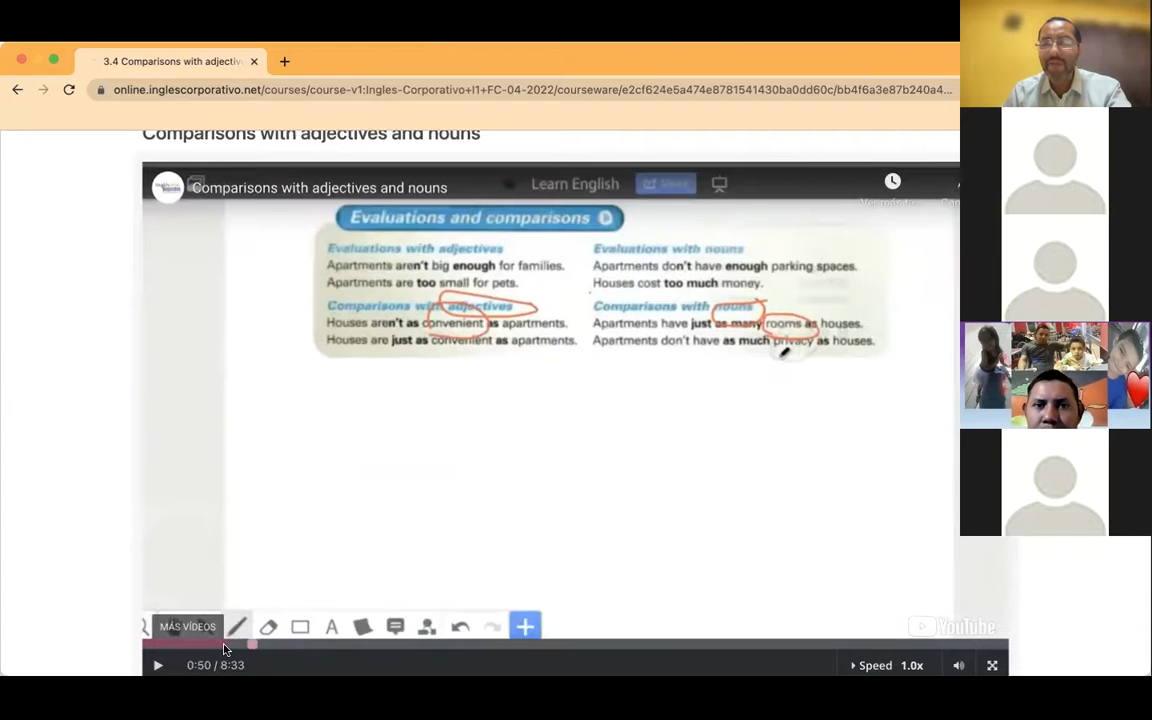 3.4 Comparisons with adjectiv
online.inglescorporativo.net/courses/course-v1:Ingles-Corporativo+I1+FC-04-2022/courseware/e2cf624e5a474e8781541430ba0dd60c/bb4f6a3e87b240a4...
Comparisons with adjectives and nouns
Comparisons with adjectives and nouns
Learn English
Evaluations and comparisons
Evaluations with adjectives
Apartments aren't big enough for families.
Apartments are too small for pets.
Comparisons with adjectives
Houses aren't as convenient as apartments.
Houses are just as convenient as apartments.
Evaluations with nouns
Apartments don't have enough parking spaces.
Houses cost too much money.
Comparisons with nouns
Apartments have just as many rooms as houses.
Apartments don't have as much privacy as houses.
MÁS VÍDEOS
A
YouTube
0:50 / 8:33
Speed 1.0x